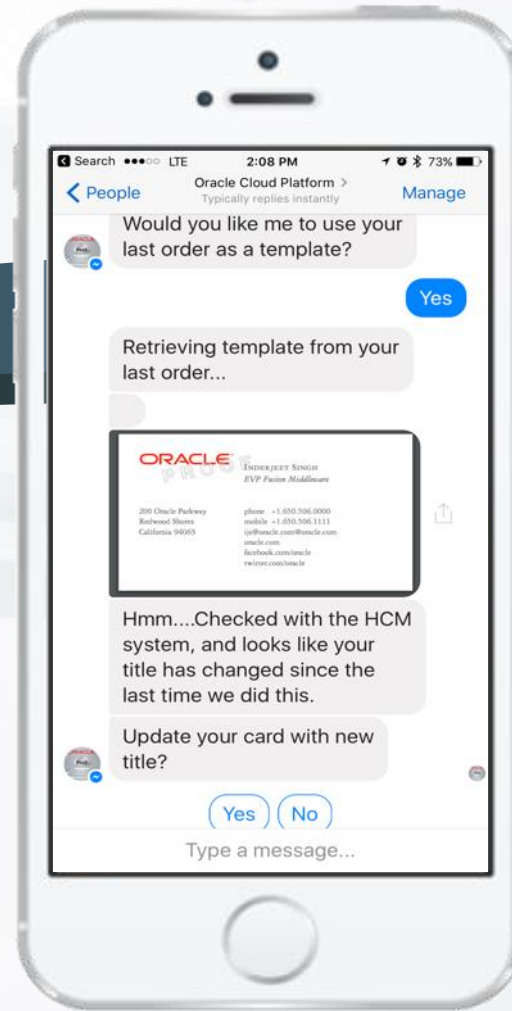 Search LTE 2:08 PM 73%
People Oracle Cloud Platform > Manage
Typically replies instantly
Would you like me to use your
last order as a template?
Yes
Retrieving template from your
last order...
ORACLE
PROOF
INDERJEET SINGH
EVP Fusion Middleware
200 Oracle Parkway
Redwood Shores
California 94065
phone +1.650.506.0000
mobile +1.650.506.1111
oracle.com
facebook.com/oracle
twitter.com/oracle
Hmm....Checked with the HCM
system, and looks like your
title has changed since the
last time we did this.
Update your card with new
title?
Yes No
Type a message...